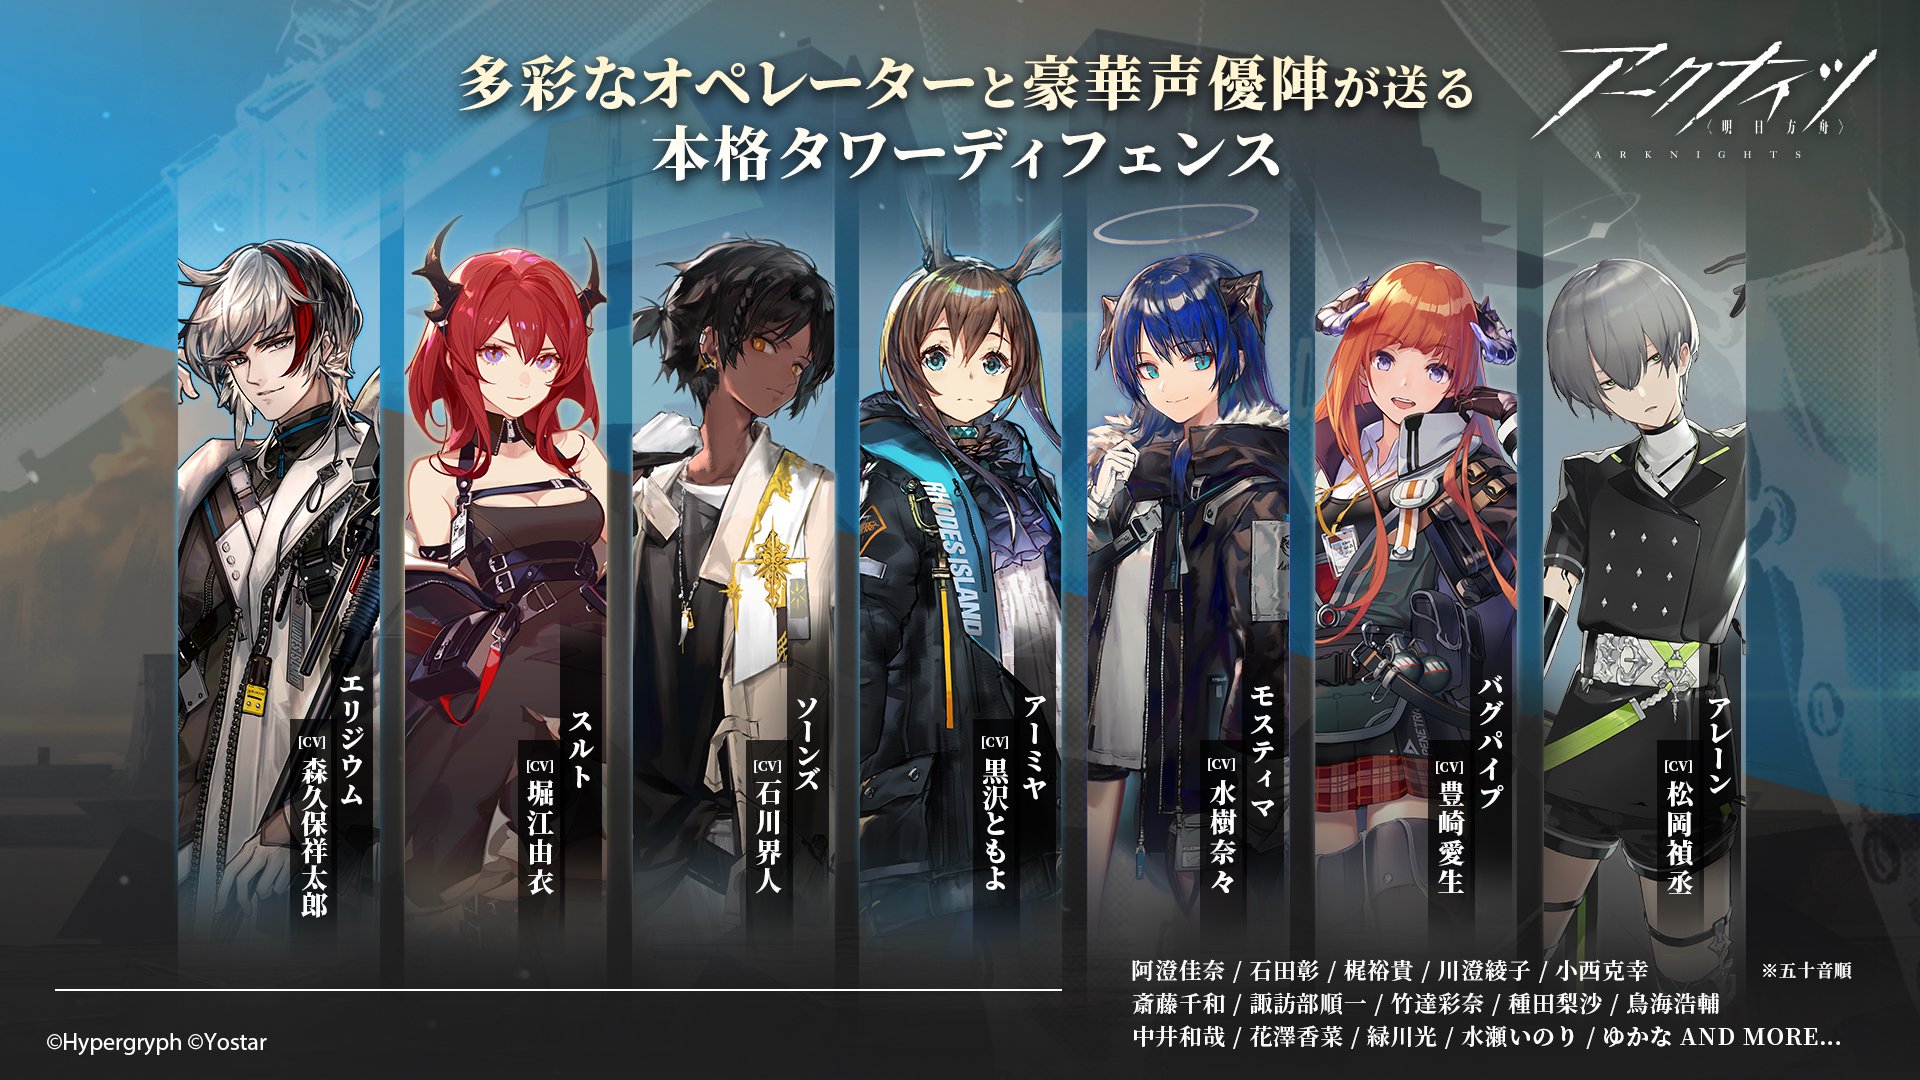 多彩なオペレーターと豪華声優陣が送る
本格タワーディフェンス
アークナイツ
〈明日方舟〉
ARKNIGHTS
エリジウム
[CV] 森久保祥太郎
スルト
[CV] 堀江由衣
ソーンズ
[CV] 石川界人
アーミヤ
[CV] 黒沢ともよ
RHODES ISLAND
モスティマ
[CV] 水樹奈々
バグパイプ
[CV] 豊崎愛生
アレーン
[CV] 松岡禎丞
阿澄佳奈 / 石田彰 / 梶裕貴 / 川澄綾子 / 小西克幸
※五十音順
斎藤千和 / 諏訪部順一 / 竹達彩奈 / 種田梨沙 / 鳥海浩輔
中井和哉 / 花澤香菜 / 緑川光 / 水瀬いのり / ゆかな AND MORE...
©Hypergryph ©Yostar